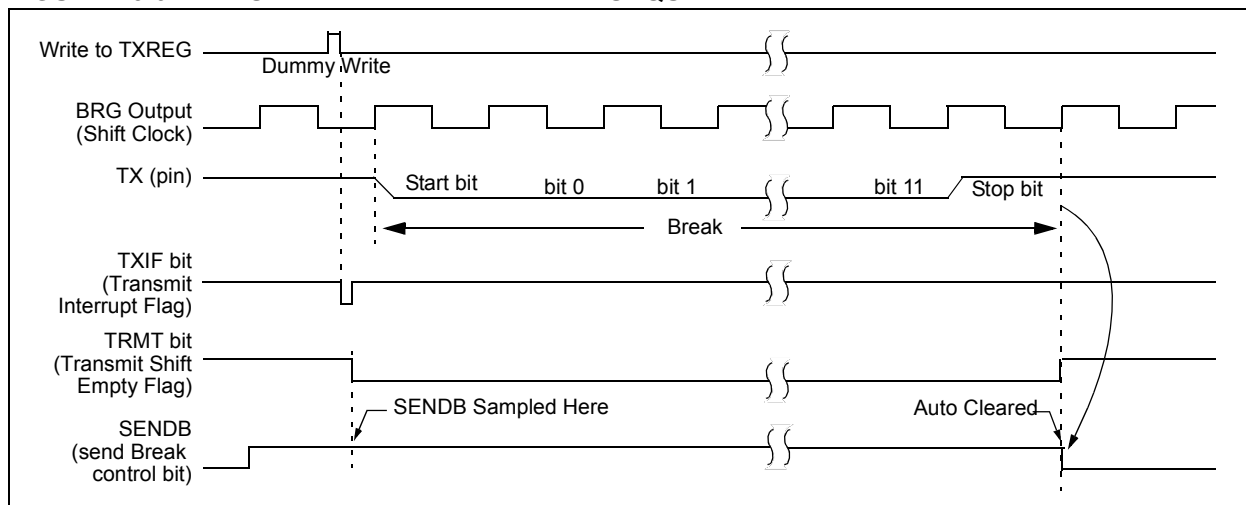 Write to TXREG
Dummy Write
BRG Output
(Shift Clock)
TX (pin)
Start bit
bit 0
bit 1
bit 11
Stop bit
Break
TXIF bit
(Transmit
Interrupt Flag)
TRMT bit
(Transmit Shift
Empty Flag)
SENDB Sampled Here
Auto Cleared
SENDB
(send Break
control bit)